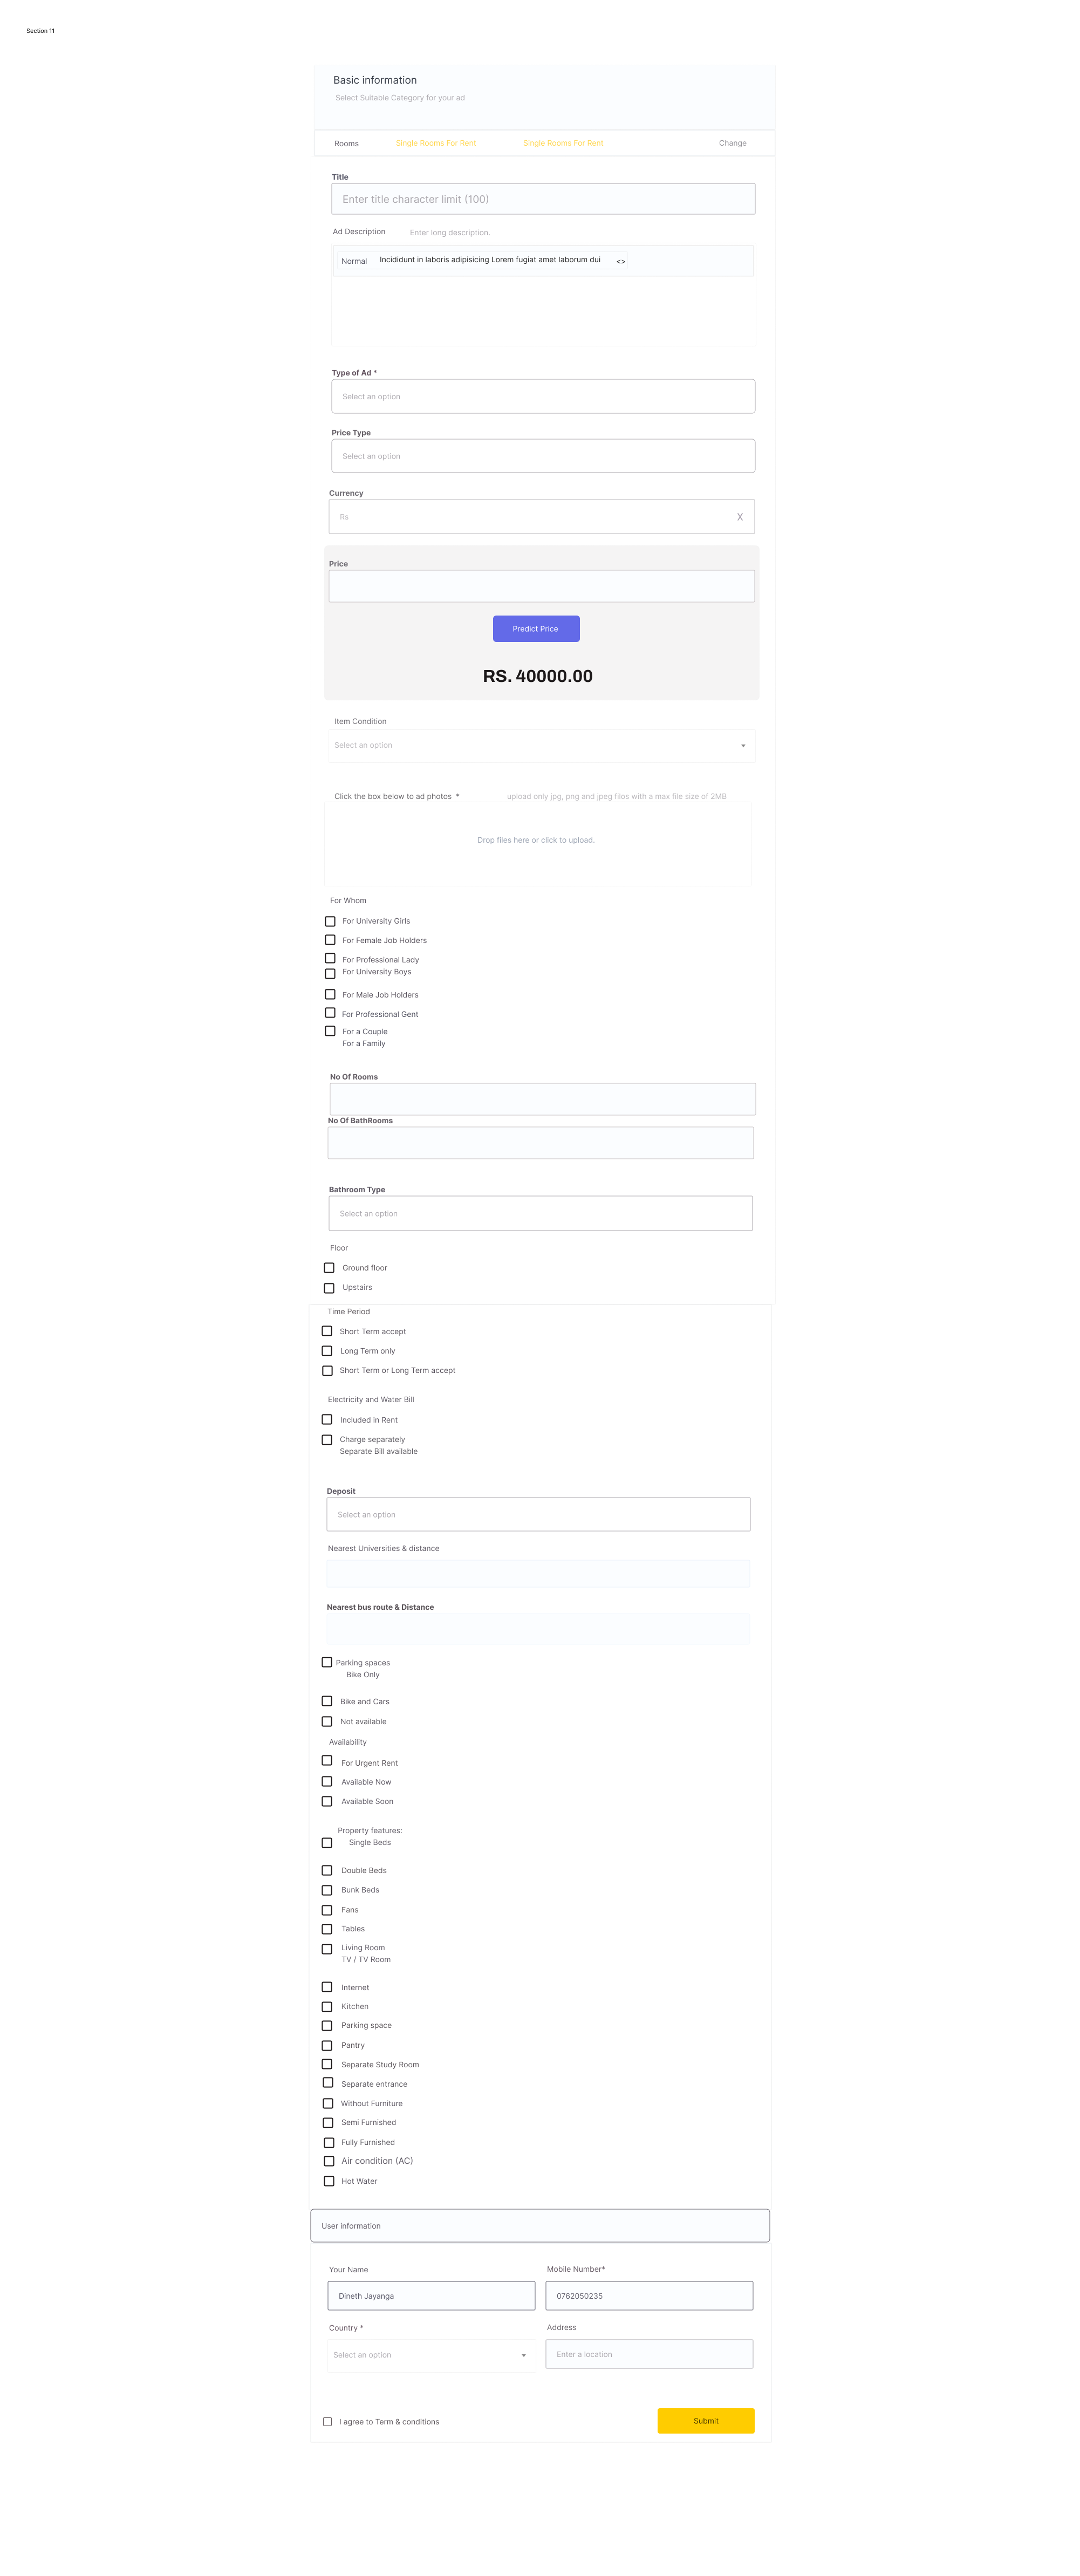 Section 11
Basic information
Select Suitable Category for your ad
Rooms Single Rooms For Rent Single Rooms For Rent Change
Title
Enter title character limit (100)
Ad Description Enter long description.
Normal Incididunt in laboris adipisicing Lorem fugiat amet laborum dui <>
Type of Ad *
Select an option
Price Type
Select an option
Currency
Rs X
Price
Predict Price
RS. 40000.00
Item Condition
Select an option
Click the box below to ad photos * upload only jpg, png and jpeg filos with a max file size of 2MB
Drop files here or click to upload.
For Whom
For University Girls
For Female Job Holders
For Professional Lady
For University Boys
For Male Job Holders
For Professional Gent
For a Couple
For a Family
No Of Rooms
No Of BathRooms
Bathroom Type
Select an option
Floor
Ground floor
Upstairs
Time Period
Short Term accept
Long Term only
Short Term or Long Term accept
Electricity and Water Bill
Included in Rent
Charge separately
Separate Bill available
Deposit
Select an option
Nearest Universities & distance
Nearest bus route & Distance
Parking spaces
Bike Only
Bike and Cars
Not available
Availability
For Urgent Rent
Available Now
Available Soon
Property features:
Single Beds
Double Beds
Bunk Beds
Fans
Tables
Living Room
TV / TV Room
Internet
Kitchen
Parking space
Pantry
Separate Study Room
Separate entrance
Without Furniture
Semi Furnished
Fully Furnished
Air condition (AC)
Hot Water
User information
Your Name Mobile Number*
Dineth Jayanga 0762050235
Country * Address
Select an option Enter a location
I agree to Term & conditions Submit